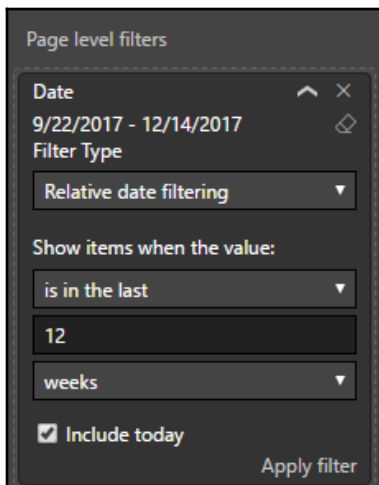 Page level filters
Date
9/22/2017 - 12/14/2017
Filter Type
Relative date filtering
Show items when the value:
is in the last
12
weeks
Include today
Apply filter